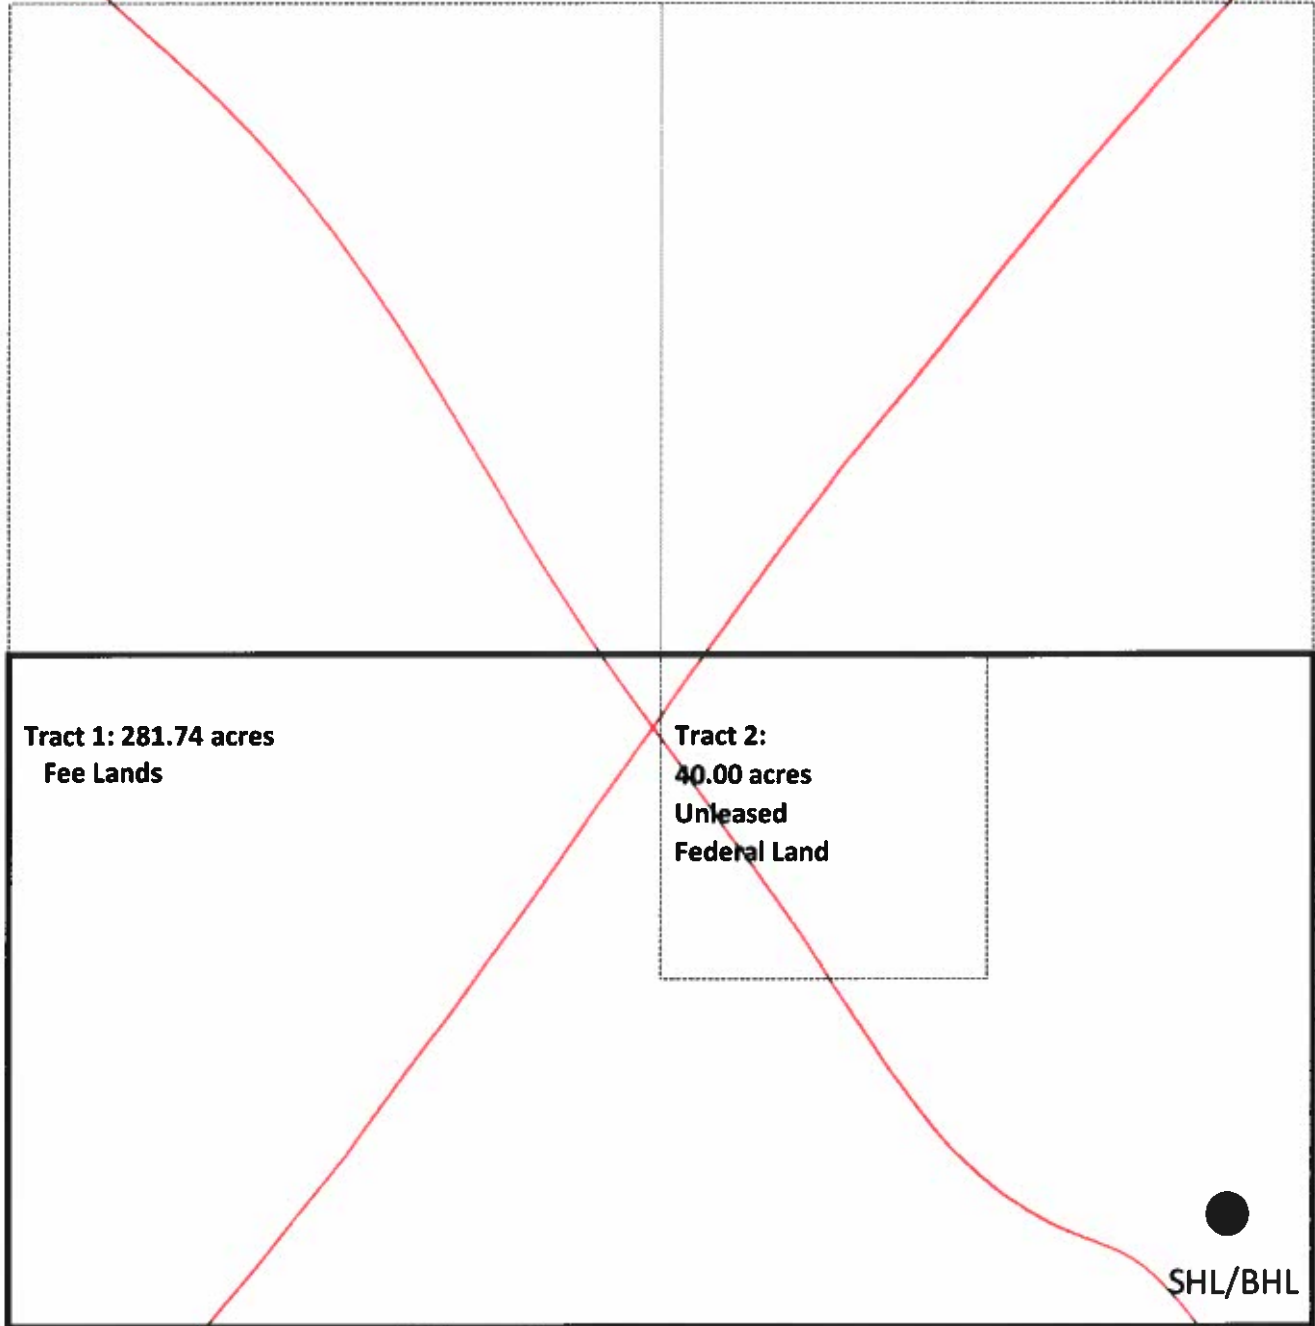 Tract 1: 281.74 acres
Fee Lands
Tract 2:
40.00 acres
Unleased
Federal Land
SHL/BHL